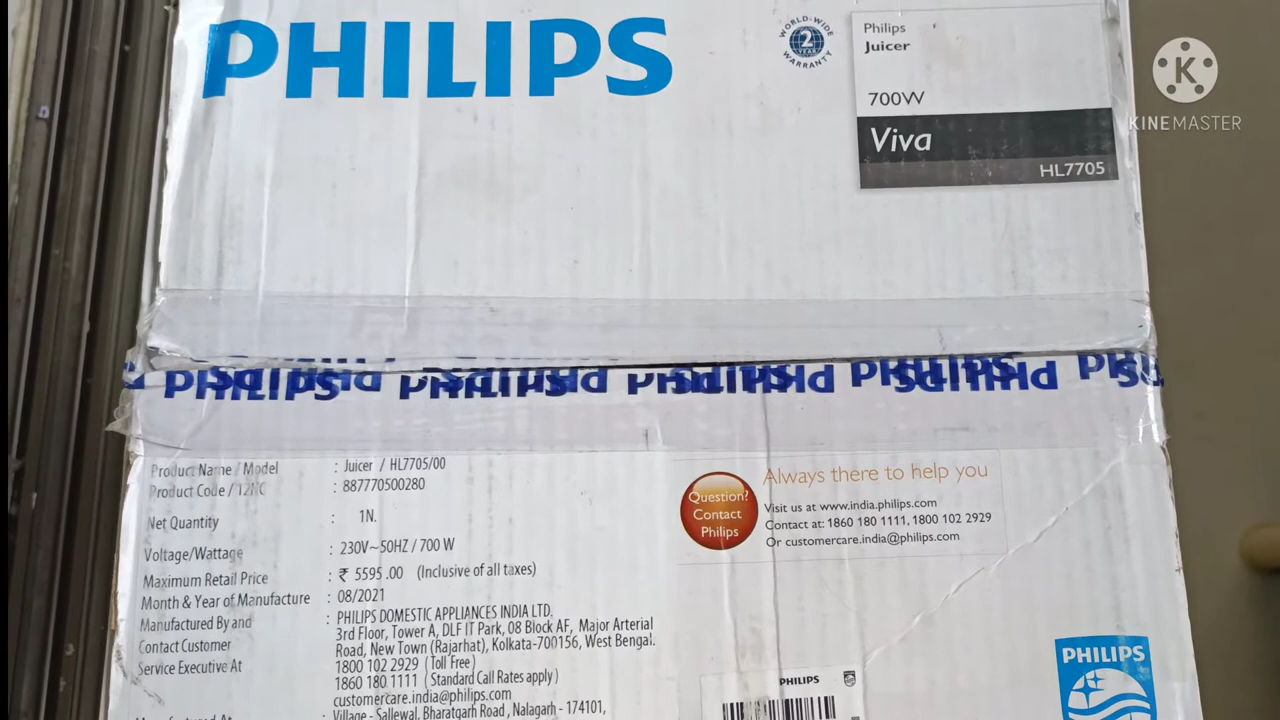 PHILIPS
WORLD-WIDE
2
YEAR
WARRANTY
Philips
Juicer
700W
Viva
HL7705
KINEMASTER
PHILIPS PHILIPS PHILIPS PHILIPS
Product Name / Model : Juicer / HL7705/00
Product Code / 12NC : 887770500280
Net Quantity : 1N.
Voltage/Wattage : 230V~50HZ / 700 W
Maximum Retail Price : ₹ 5595.00 (Inclusive of all taxes)
Month & Year of Manufacture : 08/2021
Manufactured By and : PHILIPS DOMESTIC APPLIANCES INDIA LTD.
Contact Customer 3rd Floor, Tower A, DLF IT Park, 08 Block AF, Major Arterial
Service Executive At Road, New Town (Rajarhat), Kolkata-700156, West Bengal.
1800 102 2929 (Toll Free)
1860 180 1111 (Standard Call Rates apply)
customercare.india@philips.com
Manufactured At : Village - Sallewal, Bharatgarh Road, Nalagarh - 174101,
Question?
Contact
Philips
Always there to help you
Visit us at www.india.philips.com
Contact at: 1860 180 1111, 1800 102 2929
Or customercare.india@philips.com
PHILIPS
PHILIPS